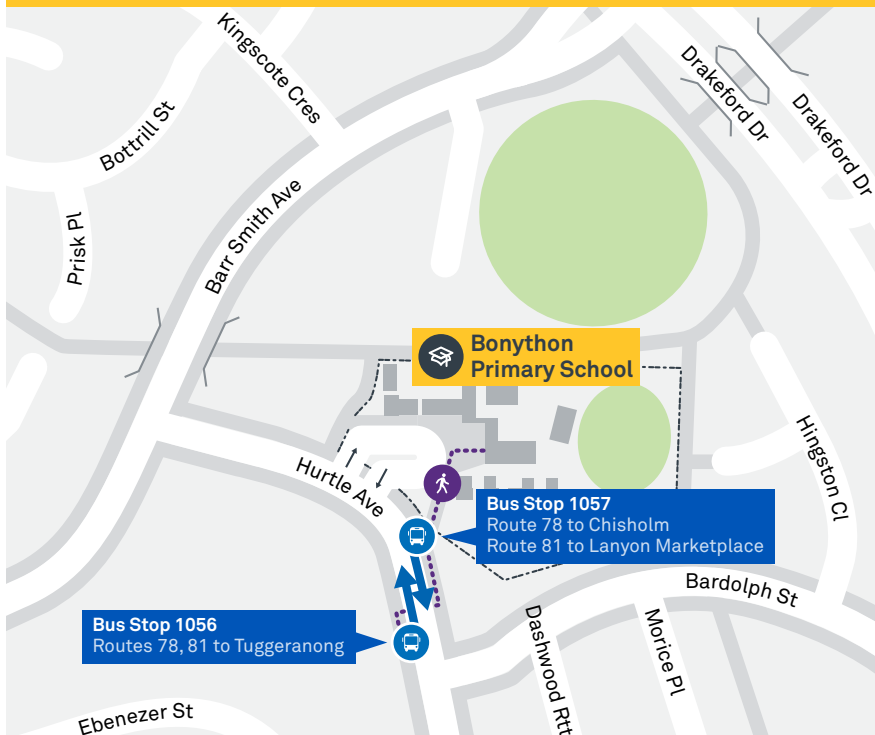 Kingscote Cres
Bottrill St
Prisk Pl
Barr Smith Ave
Drakeford Dr
Drakeford Dr
Bonython
Primary School
Hurtle Ave
Hingston Cl
Bus Stop 1057
Route 78 to Chisholm
Route 81 to Lanyon Marketplace
Bardolph St
Bus Stop 1056
Routes 78, 81 to Tuggeranong
Dashwood Rtt
Morice Pl
Ebenezer St